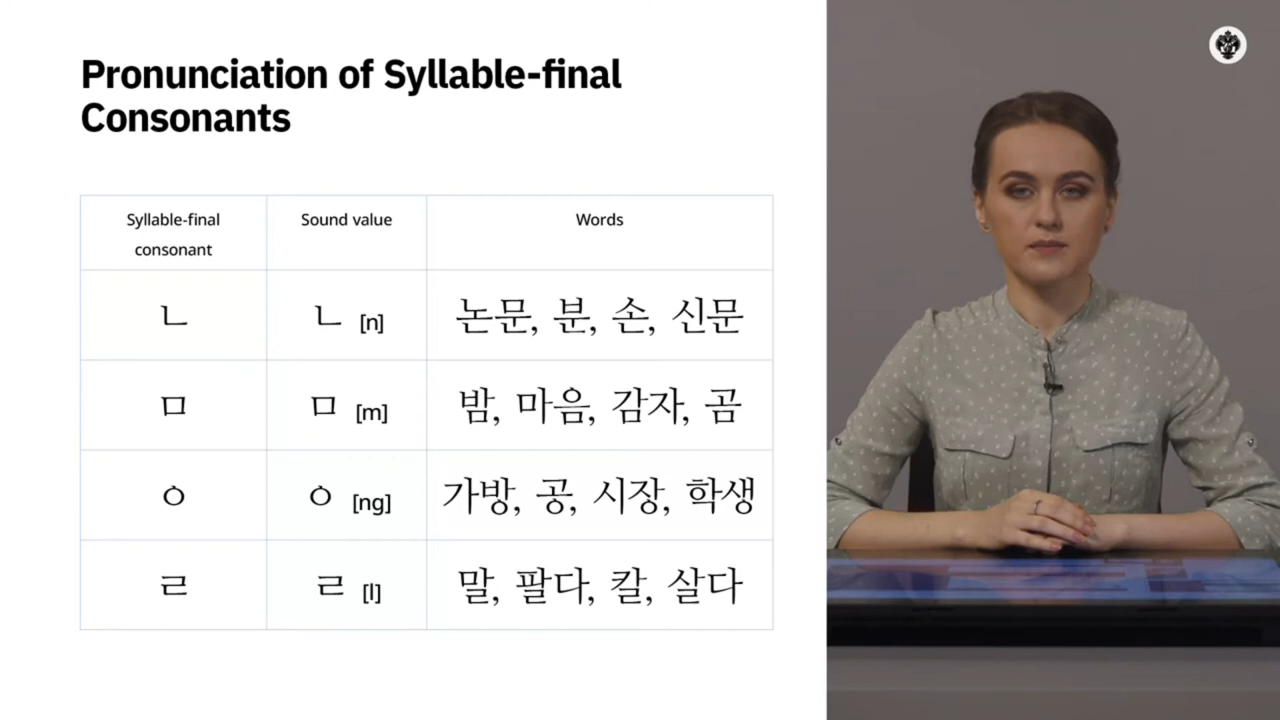 Pronunciation of Syllable-final
Consonants
Syllable-final
consonant
Sound value
Words
ㄴ
ㄴ [n]
논문, 분, 손, 신문
ㅁ
ㅁ [m]
밤, 마음, 감자, 곰
ㅇ
ㅇ [ng]
가방, 공, 시장, 학생
ㄹ
ㄹ [l]
말, 팔다, 칼, 살다